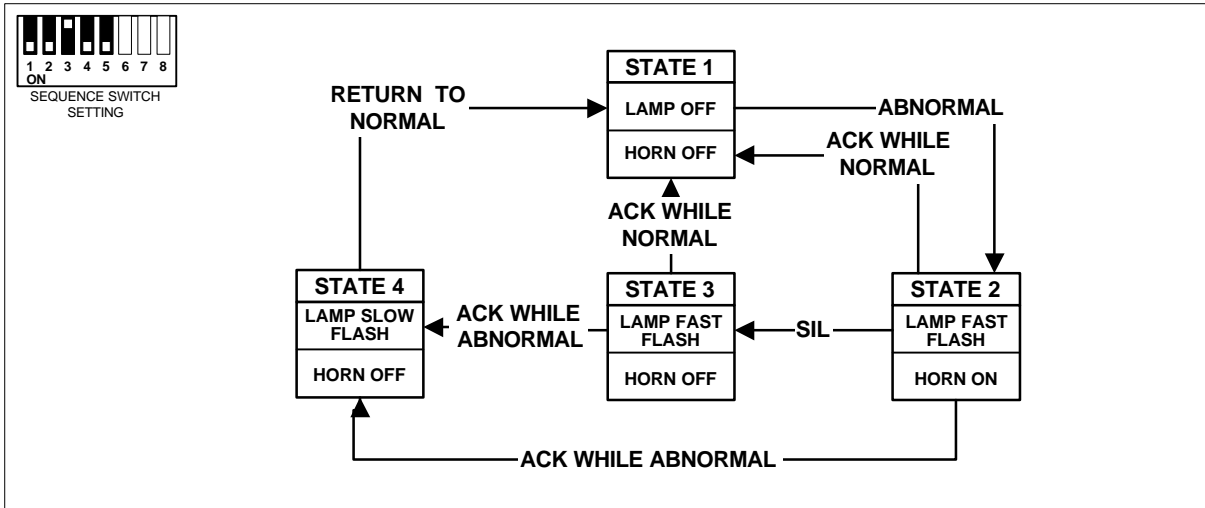 1 2 3 4 5 6 7 8
ON
SEQUENCE SWITCH
SETTING
STATE 1
LAMP OFF
HORN OFF
RETURN TO
NORMAL
ABNORMAL
ACK WHILE
NORMAL
ACK WHILE
NORMAL
STATE 4
LAMP SLOW
FLASH
HORN OFF
ACK WHILE
ABNORMAL
STATE 3
LAMP FAST
FLASH
HORN OFF
SIL
STATE 2
LAMP FAST
FLASH
HORN ON
ACK WHILE ABNORMAL